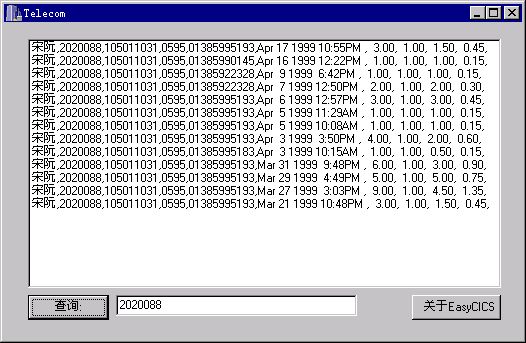 Telecom
宋阮,2020088,105011031,0595,01385995193,Apr 17 1999 10:55PM , 3.00, 1.00, 1.50, 0.45,
宋阮,2020088,105011031,0595,01385990145,Apr 16 1999 12:22PM , 1.00, 1.00, 1.00, 0.15,
宋阮,2020088,105011031,0595,01385922328,Apr 9 1999 6:42PM , 1.00, 1.00, 1.00, 0.15,
宋阮,2020088,105011031,0595,01385922328,Apr 7 1999 12:50PM , 2.00, 1.00, 2.00, 0.30,
宋阮,2020088,105011031,0595,01385995193,Apr 6 1999 12:57PM , 3.00, 1.00, 3.00, 0.45,
宋阮,2020088,105011031,0595,01385995193,Apr 5 1999 11:29AM , 1.00, 1.00, 1.00, 0.15,
宋阮,2020088,105011031,0595,01385995193,Apr 5 1999 10:08AM , 1.00, 1.00, 1.00, 0.15,
宋阮,2020088,105011031,0595,01385995193,Apr 3 1999 3:50PM , 4.00, 1.00, 2.00, 0.60,
宋阮,2020088,105011031,0595,01385995183,Apr 3 1999 10:15AM , 1.00, 1.00, 0.50, 0.15,
宋阮,2020088,105011031,0595,01385995193,Mar 31 1999 9:48PM , 6.00, 1.00, 3.00, 0.90,
宋阮,2020088,105011031,0595,01385995193,Mar 29 1999 4:49PM , 5.00, 1.00, 5.00, 0.75,
宋阮,2020088,105011031,0595,01385995193,Mar 27 1999 3:03PM , 9.00, 1.00, 4.50, 1.35,
宋阮,2020088,105011031,0595,01385995193,Mar 21 1999 10:48PM , 3.00, 1.00, 1.50, 0.45,
查询: 2020088 关于EasyCICS